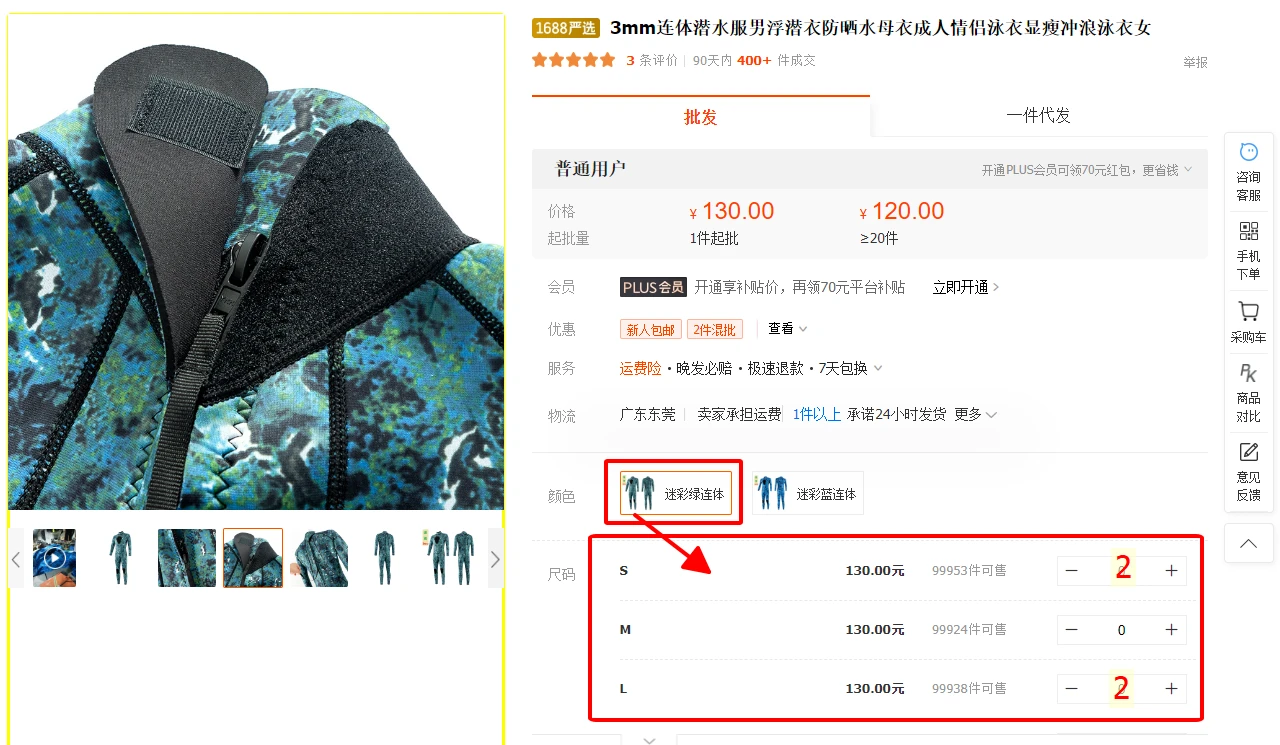 1688严选 3mm连体潜水服男浮潜衣防晒水母衣成人情侣泳衣显瘦冲浪泳衣女
3 条评价 90天内 400+ 件成交
举报
批发
一件代发
普通用户
开通PLUS会员可领70元红包，更省钱
价格 ¥130.00 ¥120.00
起批量 1件起批 ≥20件
会员 PLUS会员 开通享补贴价，再领70元平台补贴 立即开通
优惠 新人包邮 2件混批 查看
服务 运费险·晚发必赔·极速退款·7天包换
物流 广东东莞 卖家承担运费 1件以上 承诺24小时发货 更多
颜色 迷彩绿连体 迷彩蓝连体
尺码 S 130.00元 99953件可售 － 2 ＋
M 130.00元 99924件可售 － 0 ＋
L 130.00元 99938件可售 － 2 ＋
咨询
客服
手机
下单
采购车
PK
商品
对比
意见
反馈